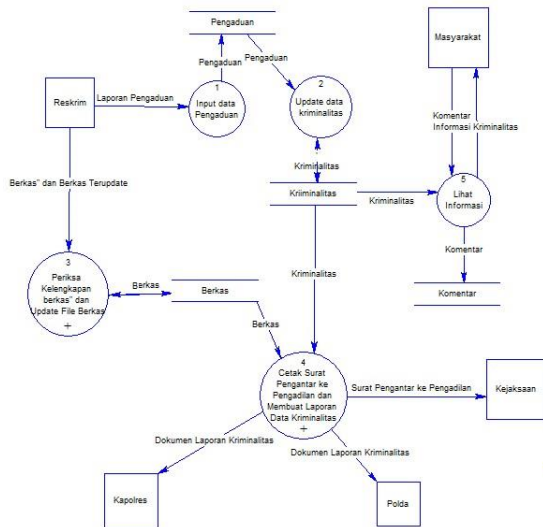 Pengaduan
Pengaduan
Pengaduan
Masyarakat
Reskrim
Laporan Pengaduan
1
Input data
Pengaduan
2
Update data
kriminalitas
Komentar
Informasi Kriminalitas
Kriminalitas
Berkas" dan Berkas Terupdate
Kriiminalitas
Kriminalitas
5
Lihat
Informasi
Komentar
3
Periksa
Kelengkapan
berkas" dan
Update File Berkas
+
Berkas
Berkas
Kriminalitas
Komentar
Berkas
4
Cetak Surat
Pengantar ke
Pengadilan dan
Membuat Laporan
Data Kriminalitas
+
Surat Pengantar ke Pengadilan
Kejaksaan
Dokumen Laporan Kriminalitas
Dokumen Laporan Kriminalitas
Kapolres
Polda